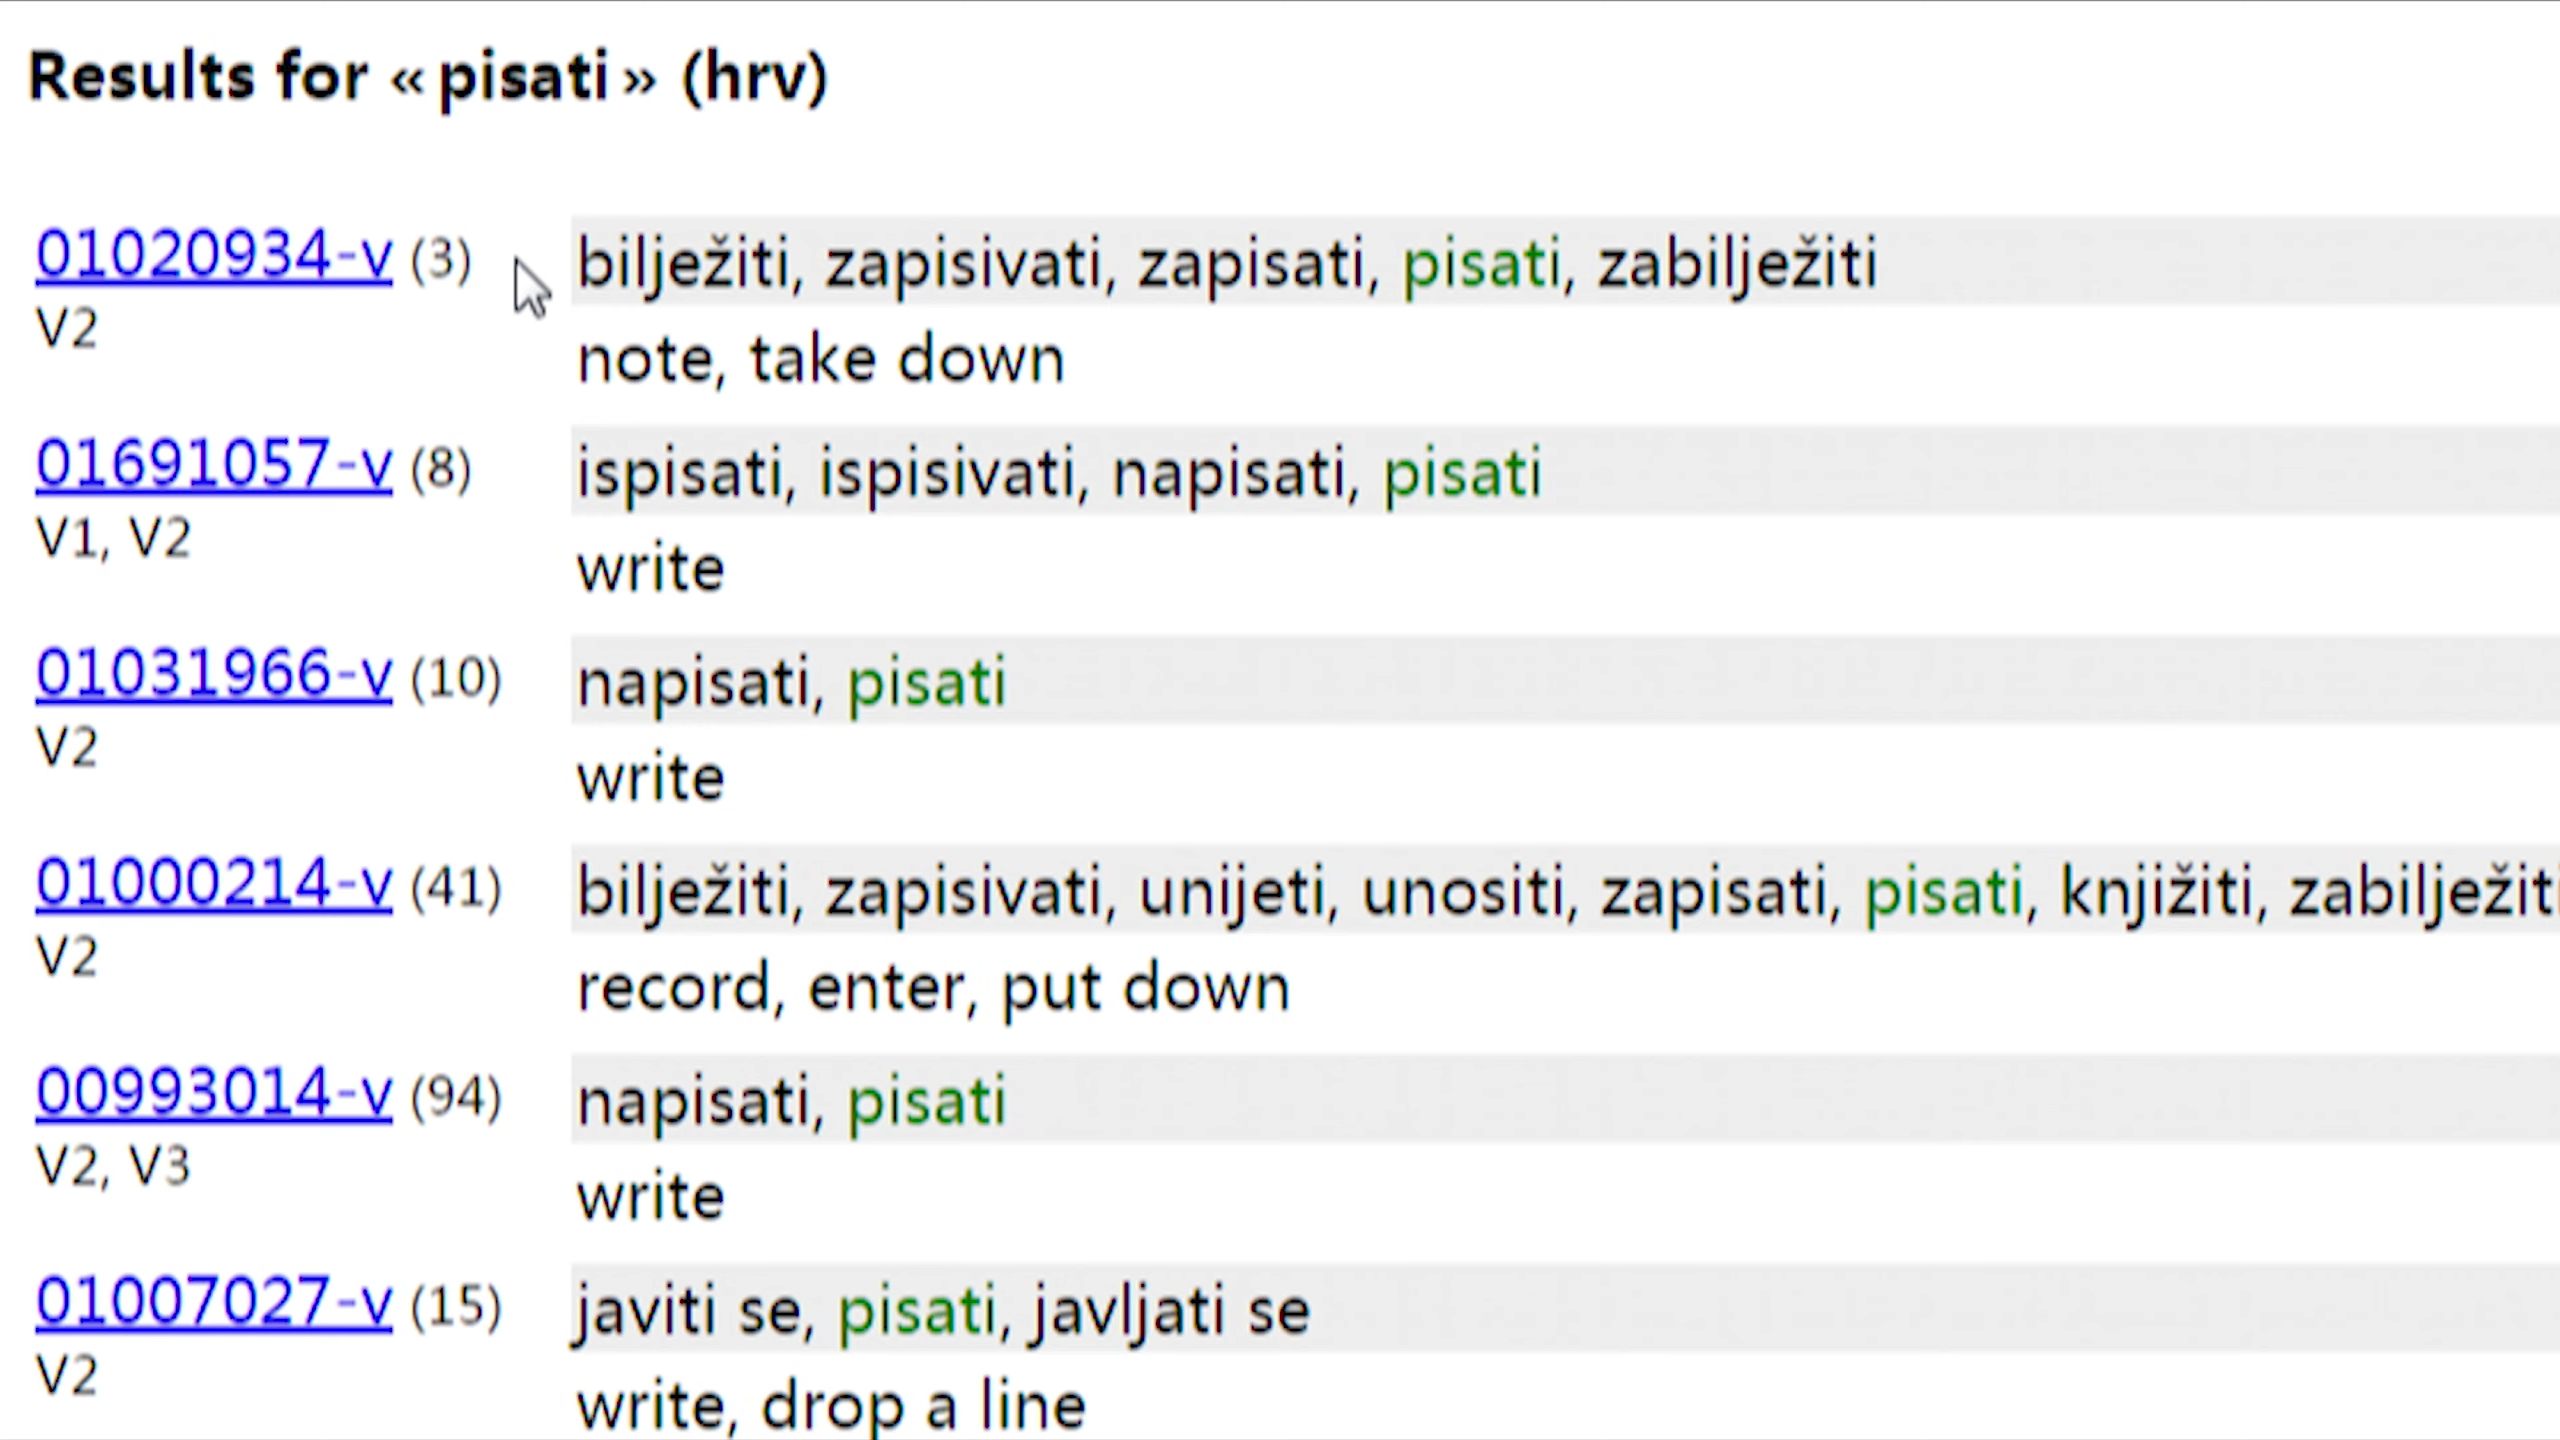 Results for «pisati» (hrv)
01020934-v (3) bilježiti, zapisivati, zapisati, pisati, zabilježiti
V2
note, take down
01691057-v (8) ispisati, ispisivati, napisati, pisati
V1, V2
write
01031966-v (10) napisati, pisati
V2
write
01000214-v (41) bilježiti, zapisivati, unijeti, unositi, zapisati, pisati, knjižiti, zabilježiti
V2
record, enter, put down
00993014-v (94) napisati, pisati
V2, V3
write
01007027-v (15) javiti se, pisati, javljati se
V2
write, drop a line